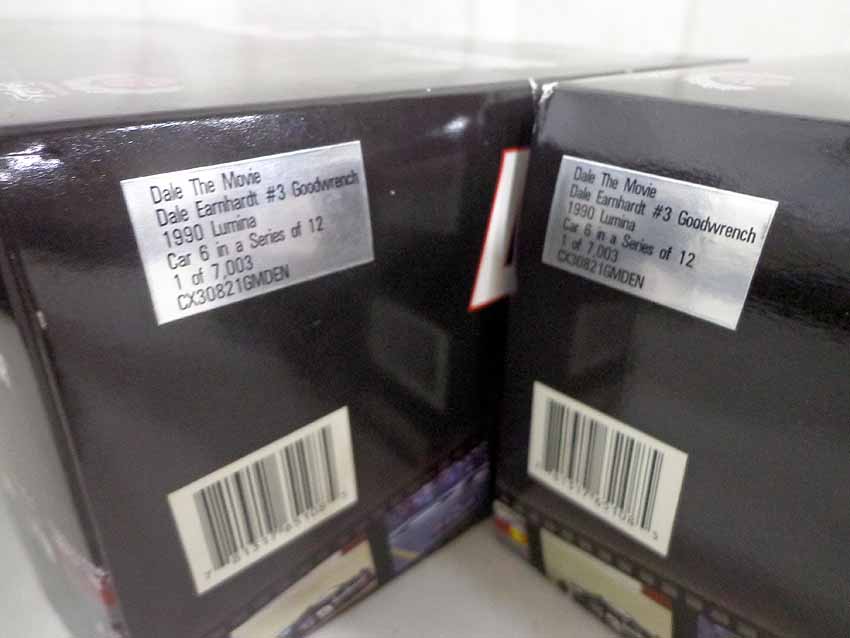 Dale The Movie
Dale Earnhardt #3 Goodwrench
1990 Lumina
Car 6 in a Series of 12
1 of 7,003
CX30821GMDEN
Dale The Movie
Dale Earnhardt #3 Goodwrench
1990 Lumina
Car 6 in a Series of 12
1 of 7,003
CX30821GMDEN